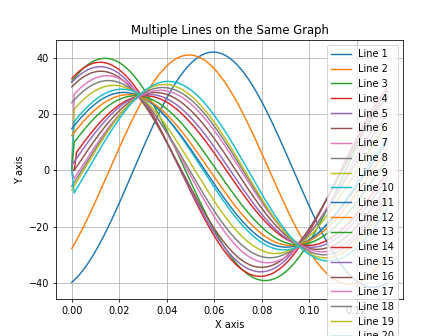 Multiple Lines on the Same Graph
Y axis
40
20
0
−20
−40
0.00
0.02
0.04
0.06
0.08
0.10
X axis
Line 1
Line 2
Line 3
Line 4
Line 5
Line 6
Line 7
Line 8
Line 9
Line 10
Line 11
Line 12
Line 13
Line 14
Line 15
Line 16
Line 17
Line 18
Line 19
Line 20